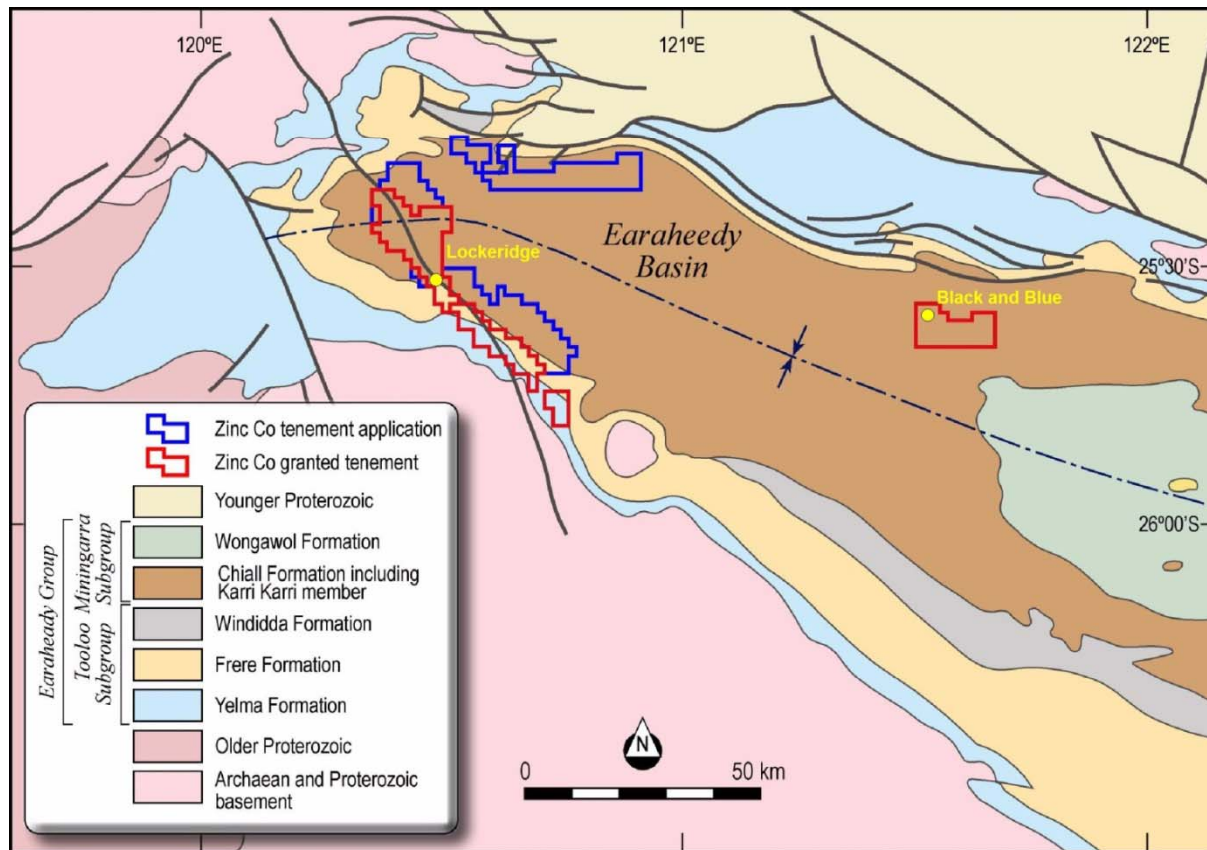 120ºE
121ºE
122ºE
Earaheedy
Basin
Lockeridge
25º30'S
Black and Blue
26º00'S
Zinc Co tenement application
Zinc Co granted tenement
Younger Proterozoic
Wongawol Formation
Chiall Formation including
Karri Karri member
Windidda Formation
Frere Formation
Yelma Formation
Older Proterozoic
Archaean and Proterozoic
basement
Earaheady Group
Miningarra
Subgroup
Tooloo
Subgroup
N
0
50 km